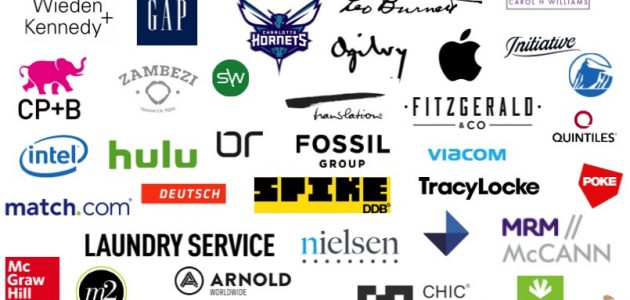 Wieden
Kennedy+
GAP
CHARLOTTE
HORNETS
Leo Burnett
CAROL H WILLIAMS
Ogilvy
Initiative
CP+B
ZAMBEZI
SW
translation
FITZGERALD
& CO
QUINTILES
intel
hulu
br
FOSSIL
GROUP
VIACOM
DEUTSCH
SPIKE
DDB
TracyLocke
POKE
match.com
LAUNDRY SERVICE
nielsen
MRM //
McCANN
Mc
Graw
Hill
m2
ARNOLD
WORLDWIDE
CHIC